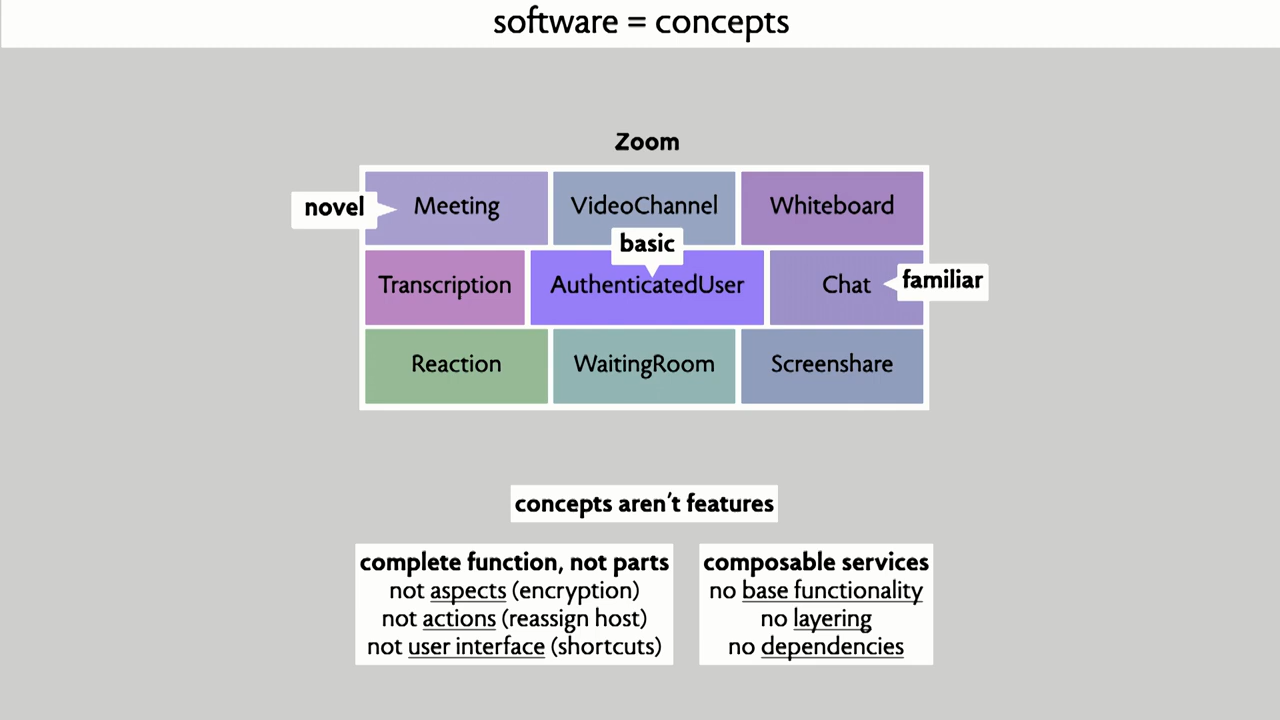 software = concepts
Zoom
novel
Meeting
VideoChannel
Whiteboard
basic
Transcription
AuthenticatedUser
Chat
familiar
Reaction
WaitingRoom
Screenshare
concepts aren't features
complete function, not parts
not aspects (encryption)
not actions (reassign host)
not user interface (shortcuts)
composable services
no base functionality
no layering
no dependencies